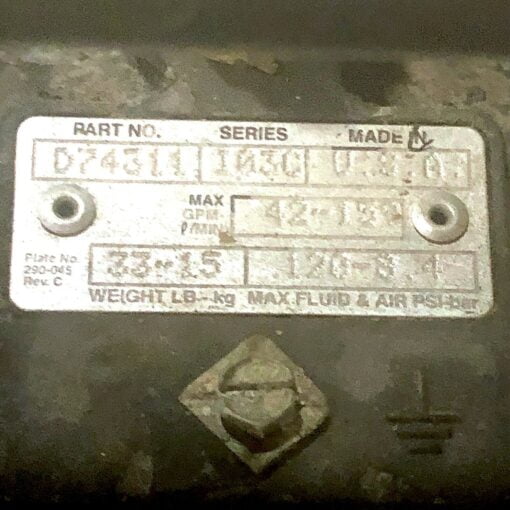 PART NO. SERIES MADE IN
D74311 I03C U.S.A.
MAX
GPM- 42-159
ℓ/MIN.
Plate No. 33-15 120-8.4
290-045
Rev. C
WEIGHT LB.-kg MAX.FLUID & AIR PSI-bar